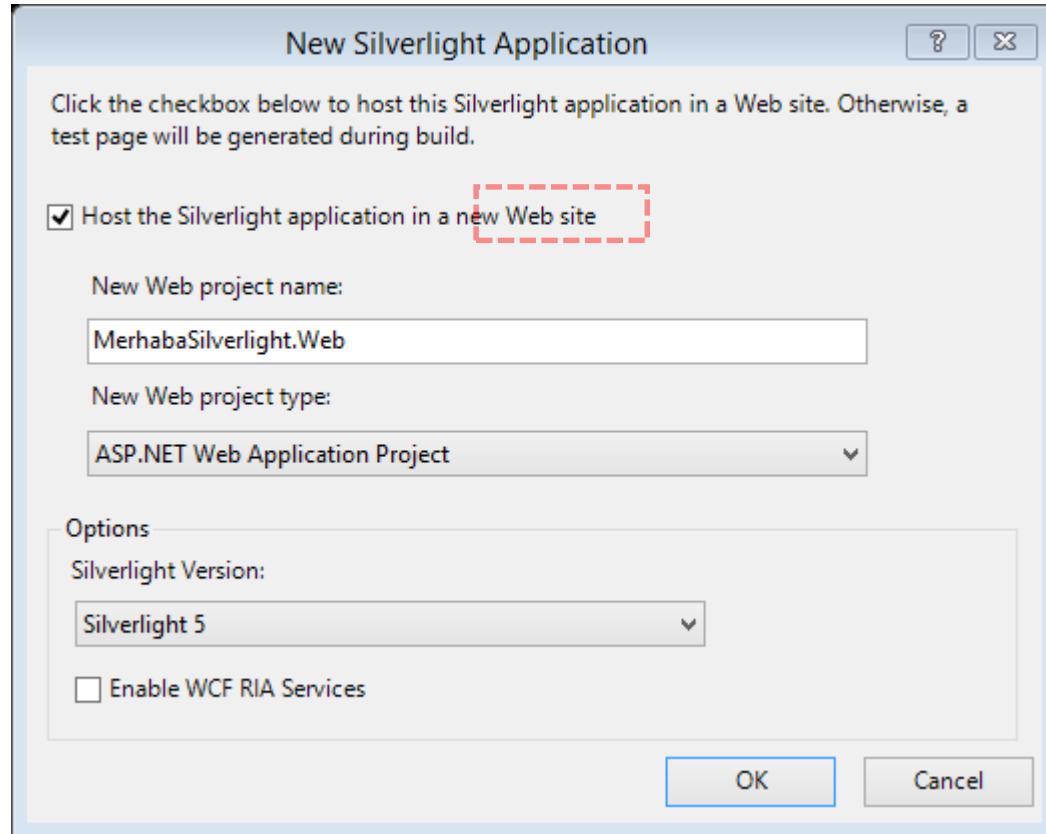 New Silverlight Application
Click the checkbox below to host this Silverlight application in a Web site. Otherwise, a
test page will be generated during build.
Host the Silverlight application in a new Web site
New Web project name:
MerhabaSilverlight.Web
New Web project type:
ASP.NET Web Application Project
Options
Silverlight Version:
Silverlight 5
Enable WCF RIA Services
OK Cancel